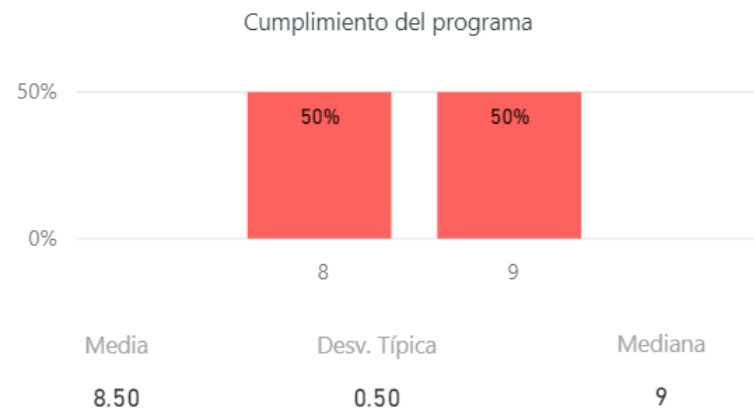 Cumplimiento del programa
50%
50% 50%
0%
8 9
Media Desv. Típica Mediana
8.50 0.50 9